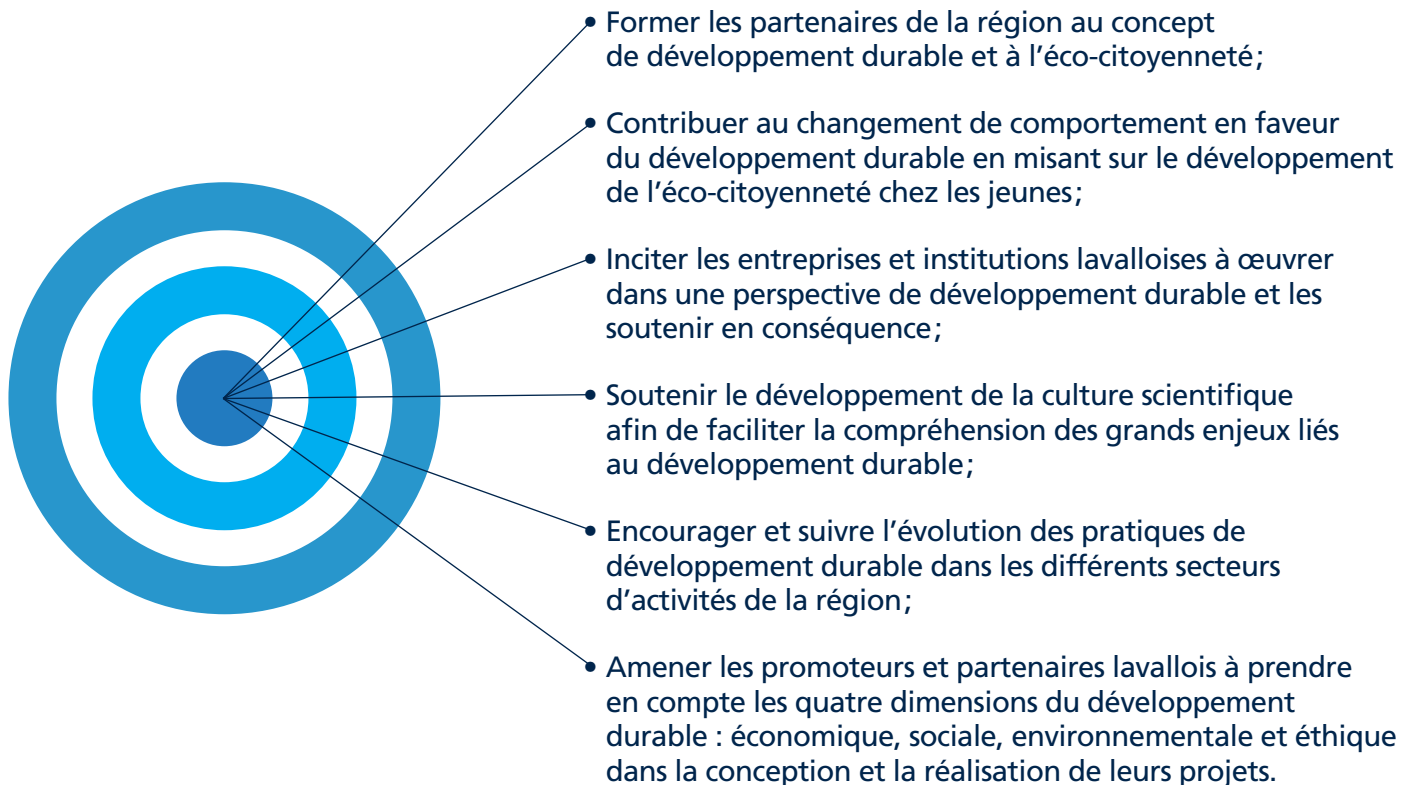 • Former les partenaires de la région au concept
de développement durable et à l'éco-citoyenneté;
• Contribuer au changement de comportement en faveur
du développement durable en misant sur le développement
de l'éco-citoyenneté chez les jeunes;
• Inciter les entreprises et institutions lavalloises à œuvrer
dans une perspective de développement durable et les
soutenir en conséquence;
• Soutenir le développement de la culture scientifique
afin de faciliter la compréhension des grands enjeux liés
au développement durable;
• Encourager et suivre l'évolution des pratiques de
développement durable dans les différents secteurs
d'activités de la région;
• Amener les promoteurs et partenaires lavallois à prendre
en compte les quatre dimensions du développement
durable : économique, sociale, environnementale et éthique
dans la conception et la réalisation de leurs projets.